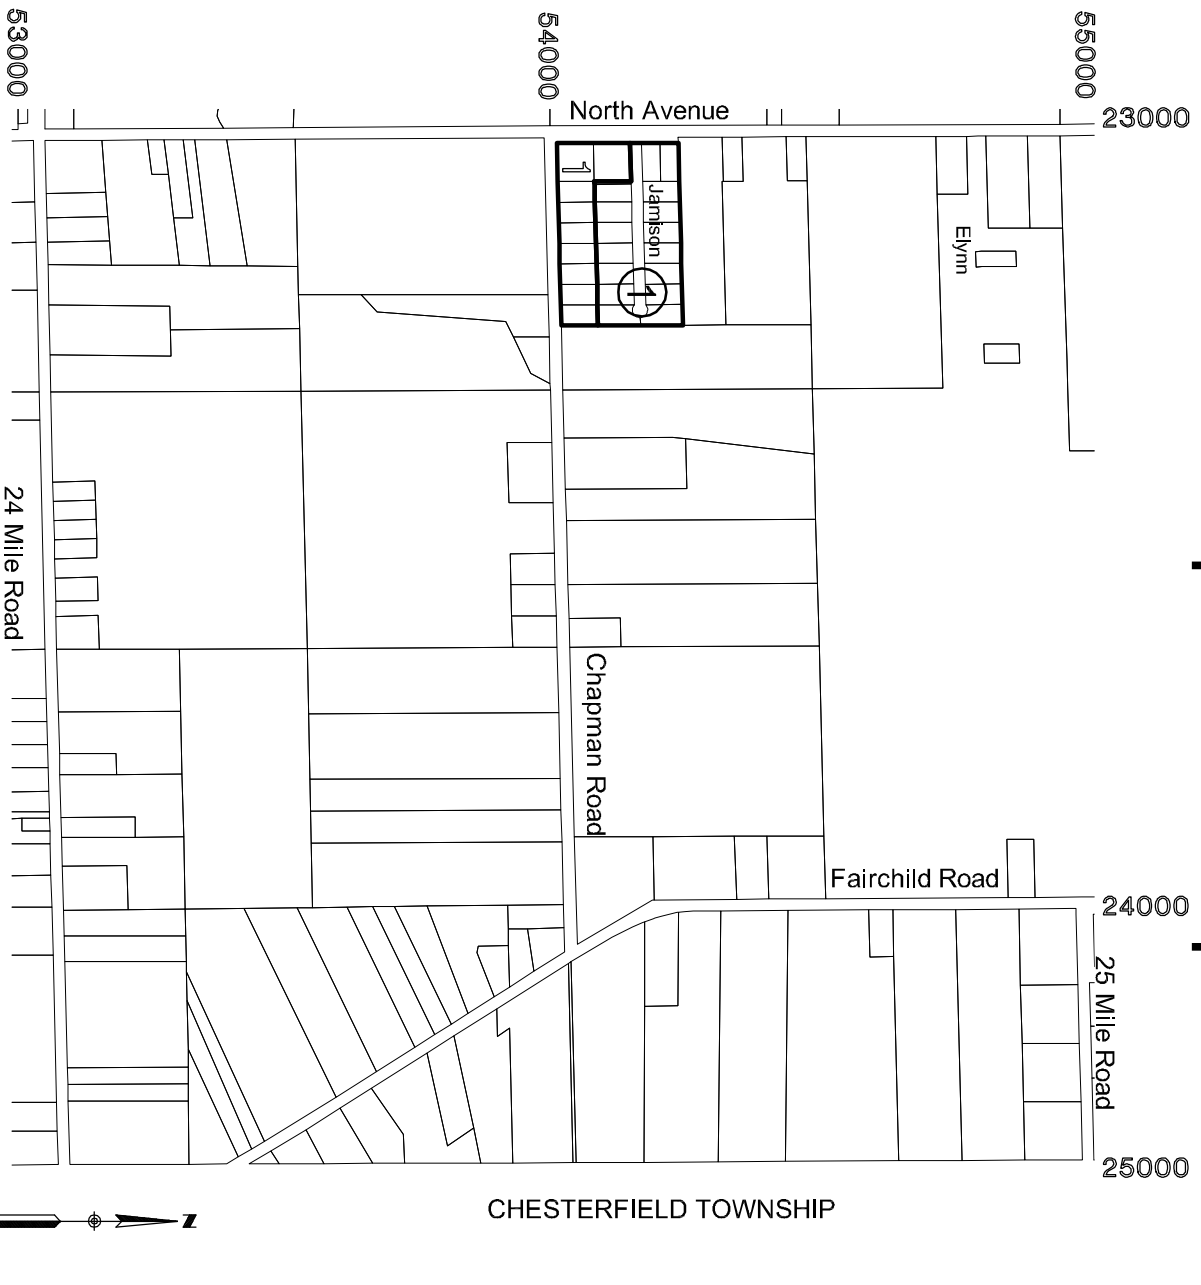 53000
54000
55000
North Avenue
23000
1
Jamison
1
Elynn
24 Mile Road
Chapman Road
Fairchild Road
24000
25 Mile Road
25000
CHESTERFIELD TOWNSHIP
N